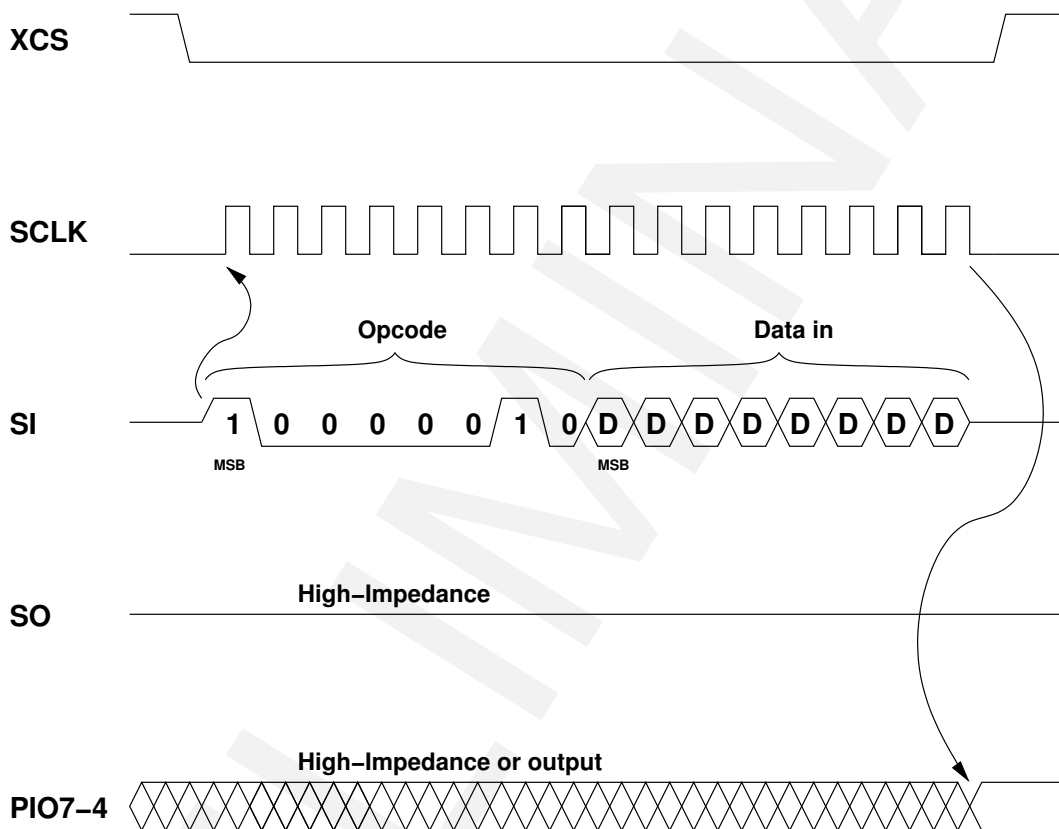 XCS
SCLK
Opcode
Data in
SI
1 0 0 0 0 0 1 0 D D D D D D D D
MSB
MSB
High–Impedance
SO
High–Impedance or output
PIO7–4